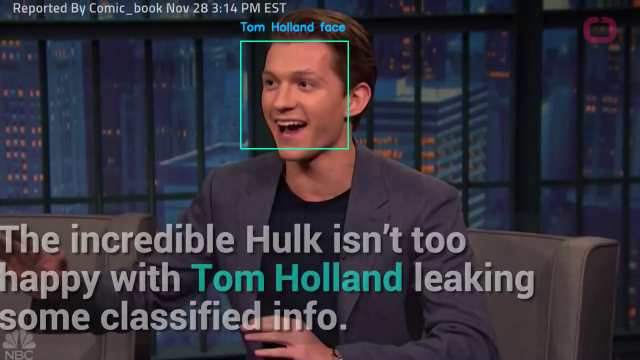 Reported By Comic_book Nov 28 3:14 PM EST
Tom Holland face
The incredible Hulk isn't too
happy with Tom Holland leaking
some classified info.
NBC